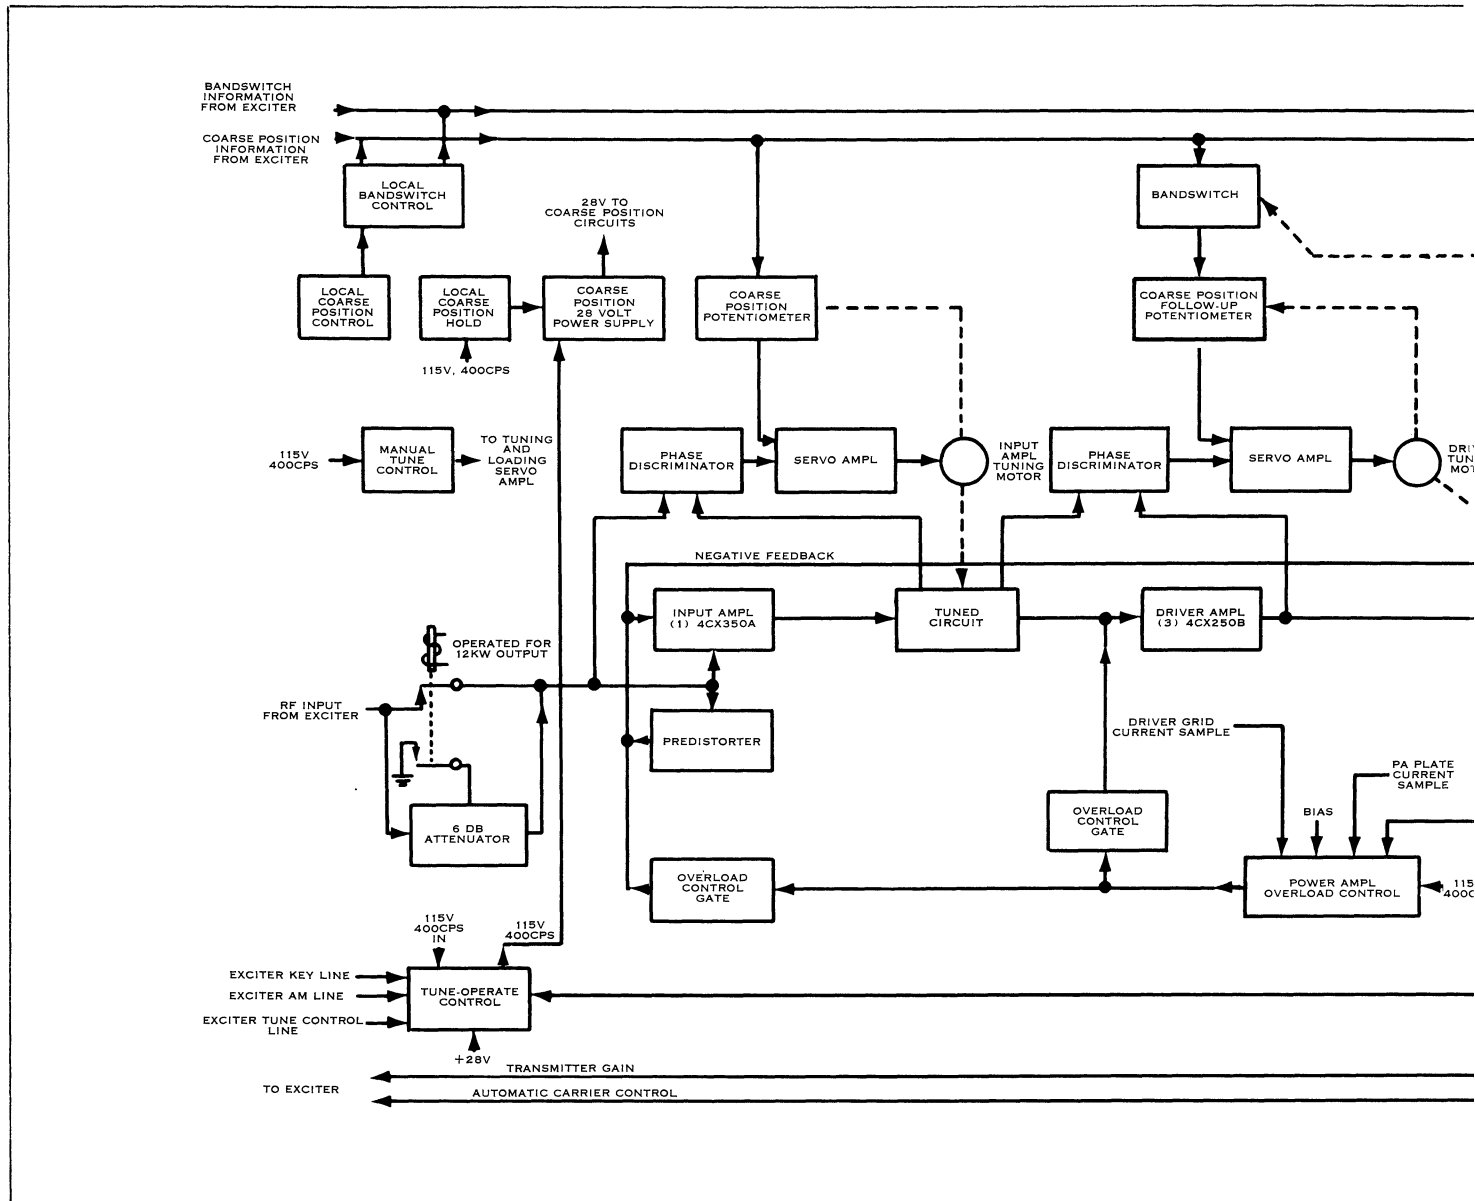 BANDSWITCH
INFORMATION
FROM EXCITER
COARSE POSITION
INFORMATION
FROM EXCITER
LOCAL
BANDSWITCH
CONTROL
28V TO
COARSE POSITION
CIRCUITS
BANDSWITCH
LOCAL
COARSE
POSITION
CONTROL
LOCAL
COARSE
POSITION
HOLD
COARSE
POSITION
28 VOLT
POWER SUPPLY
COARSE
POSITION
POTENTIOMETER
COARSE POSITION
FOLLOW-UP
POTENTIOMETER
115V, 400CPS
115V
400CPS
MANUAL
TUNE
CONTROL
TO TUNING
AND
LOADING
SERVO
AMPL
PHASE
DISCRIMINATOR
SERVO AMPL
INPUT
AMPL
TUNING
MOTOR
PHASE
DISCRIMINATOR
SERVO AMPL
NEGATIVE FEEDBACK
INPUT AMPL
(1) 4CX350A
TUNED
CIRCUIT
DRIVER AMPL
(3) 4CX250B
OPERATED FOR
12KW OUTPUT
RF INPUT
FROM EXCITER
PREDISTORTER
DRIVER GRID
CURRENT SAMPLE
PA PLATE
CURRENT
SAMPLE
BIAS
6 DB
ATTENUATOR
OVERLOAD
CONTROL
GATE
OVERLOAD
CONTROL
GATE
POWER AMPL
OVERLOAD CONTROL
115
115V
400CPS
IN
115V
400CPS
EXCITER KEY LINE
EXCITER AM LINE
EXCITER TUNE CONTROL
LINE
TUNE-OPERATE
CONTROL
+28V
TRANSMITTER GAIN
TO EXCITER
AUTOMATIC CARRIER CONTROL